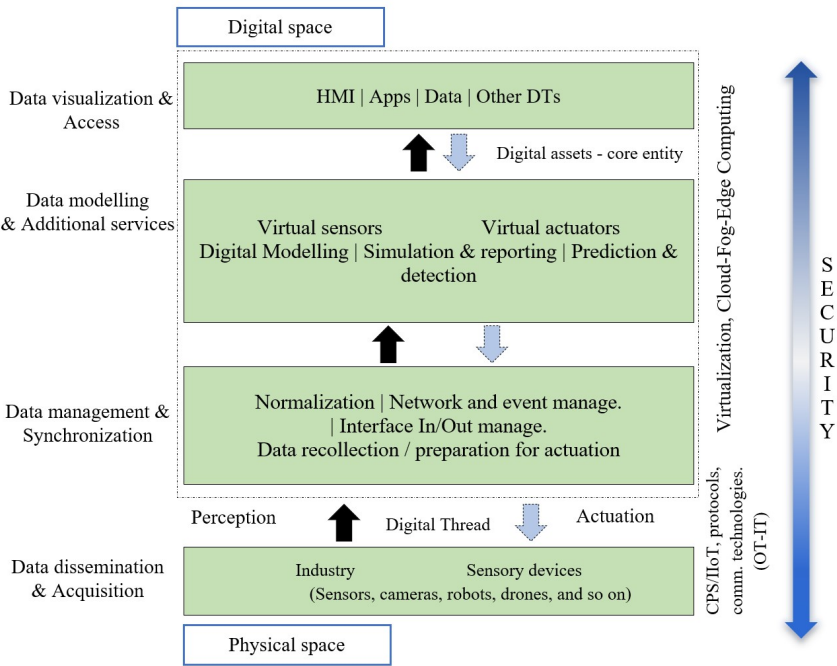 Digital space
Data visualization &
Access
HMI | Apps | Data | Other DTs
Digital assets - core entity
Data modelling
& Additional services
Virtual sensors Virtual actuators
Digital Modelling | Simulation & reporting | Prediction &
detection
Data management &
Synchronization
Normalization | Network and event manage.
| Interface In/Out manage.
Data recollection / preparation for actuation
Perception
Digital Thread
Actuation
Data dissemination
& Acquisition
Industry Sensory devices
(Sensors, cameras, robots, drones, and so on)
Physical space
Virtualization, Cloud-Fog-Edge Computing
CPS/IIoT, protocols,
comm. technologies.
(OT-IT)
SECURITY